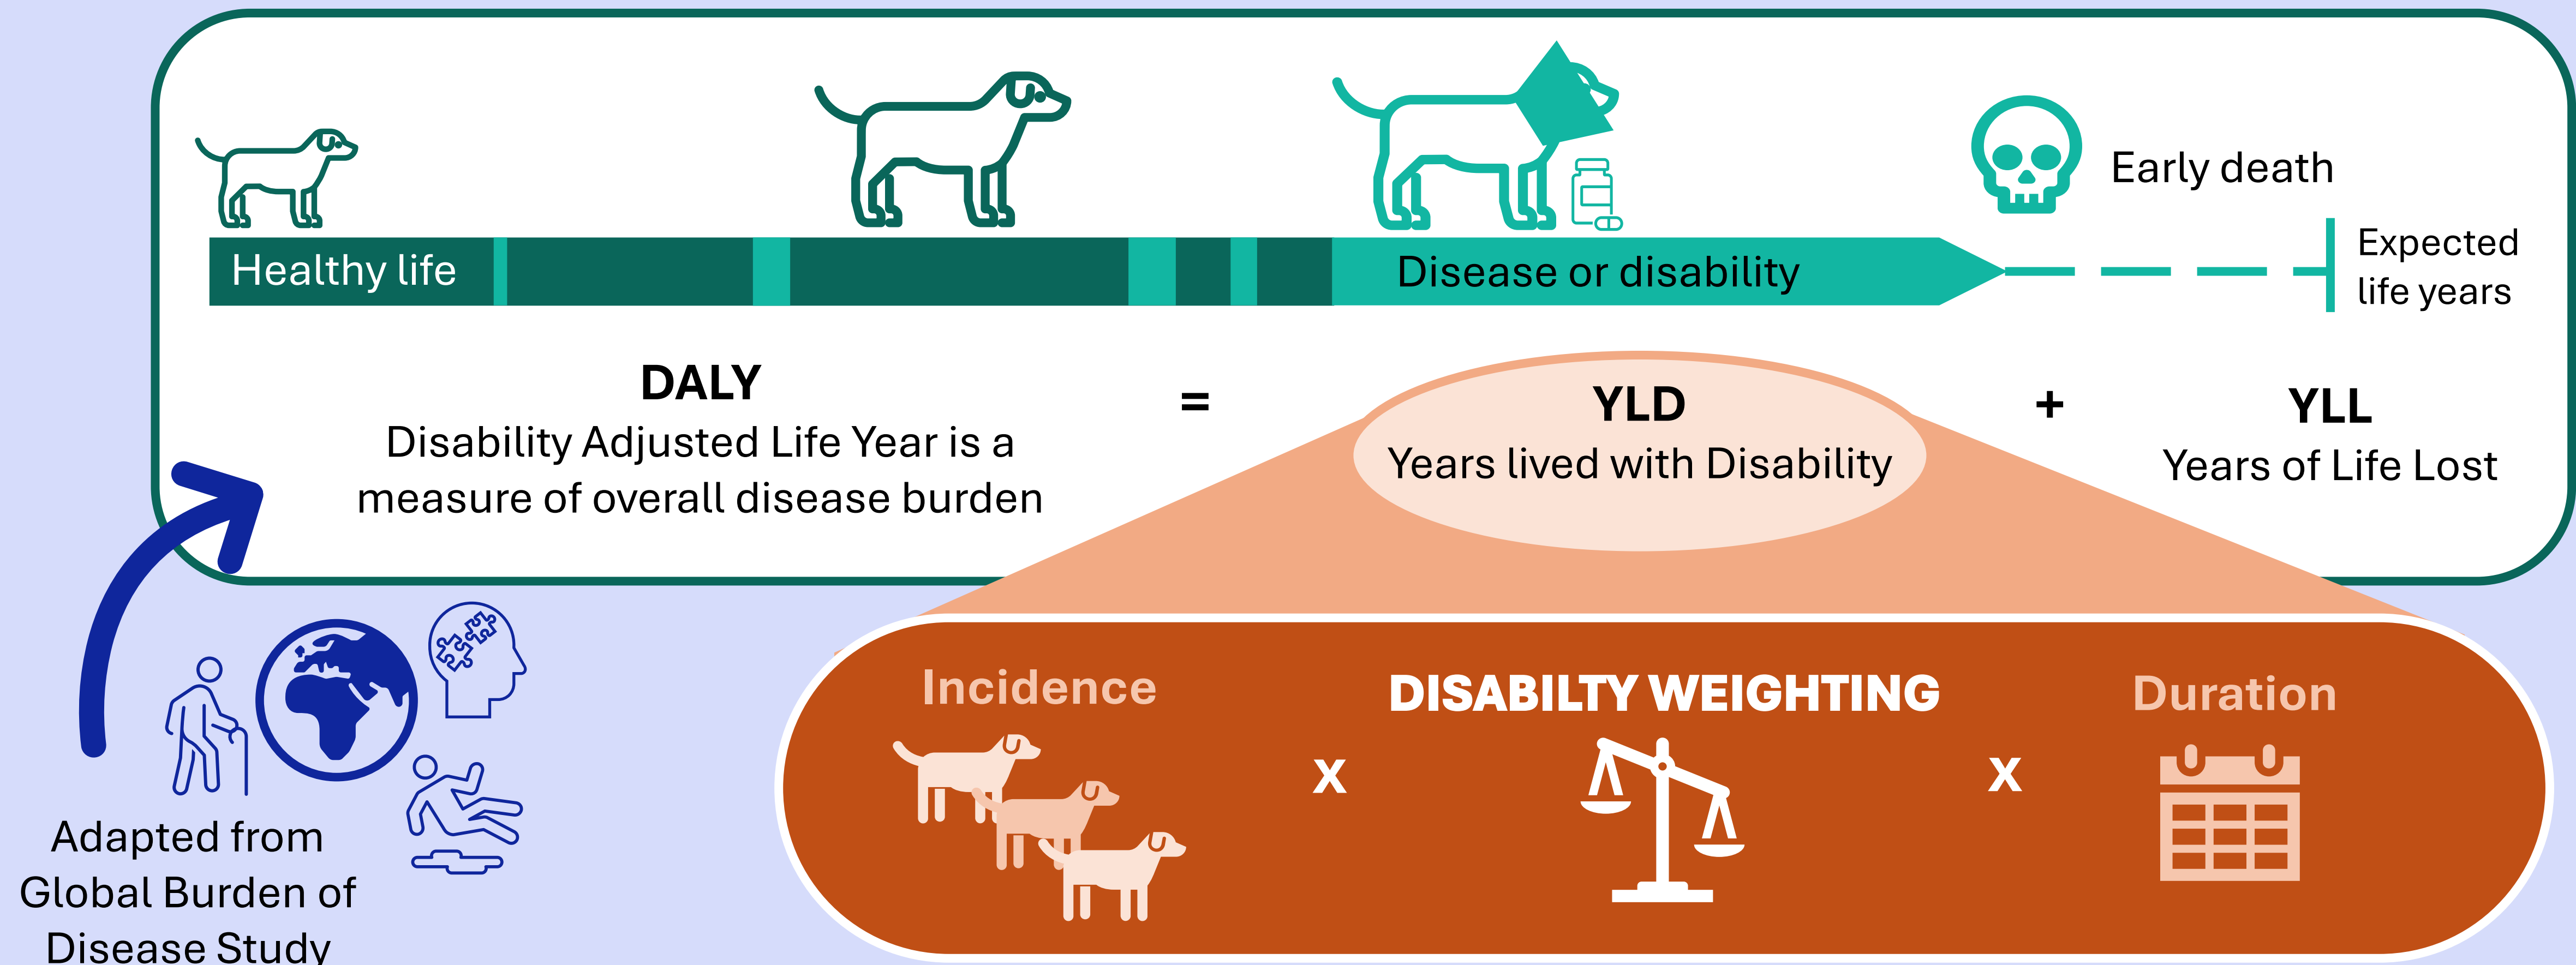 Early death
Healthy life
Disease or disability
Expected
life years
DALY
Disability Adjusted Life Year is a
measure of overall disease burden
=
YLD
Years lived with Disability
+
YLL
Years of Life Lost
Adapted from
Global Burden of
Disease Study
Incidence
x
DISABILTY WEIGHTING
x
Duration